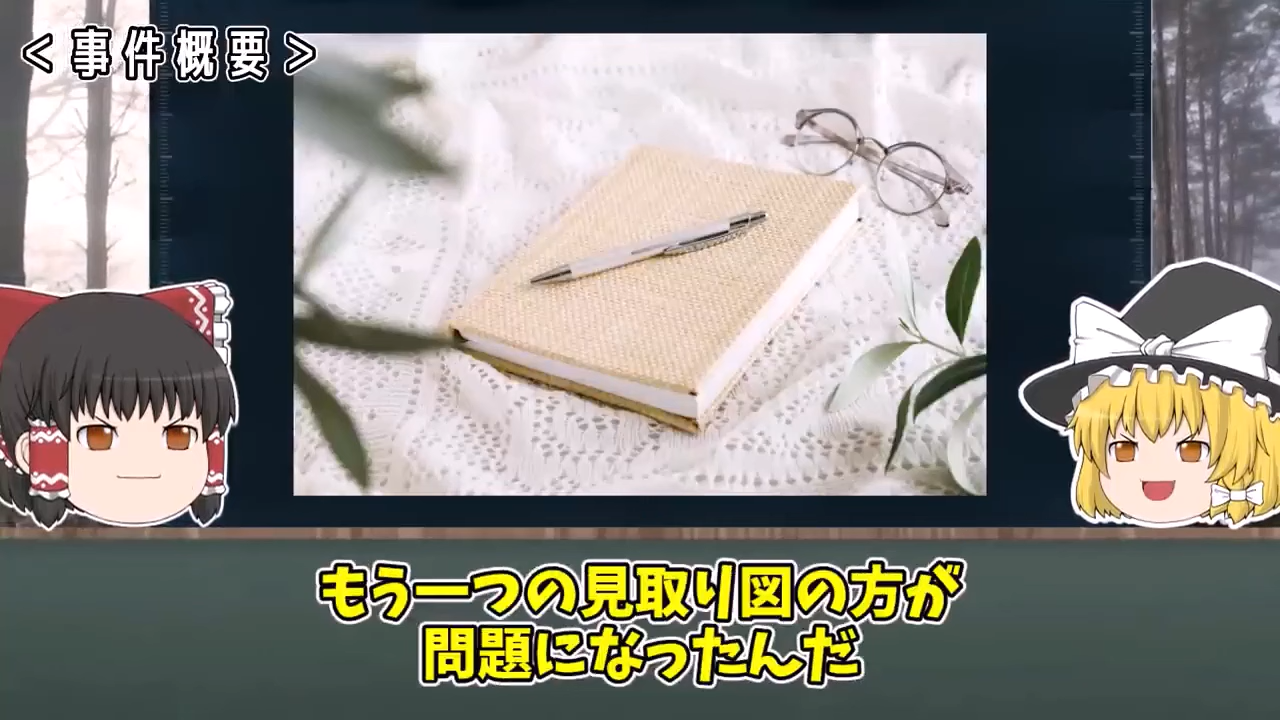 ＜事件概要＞
もう一つの見取り図の方が
問題になったんだ